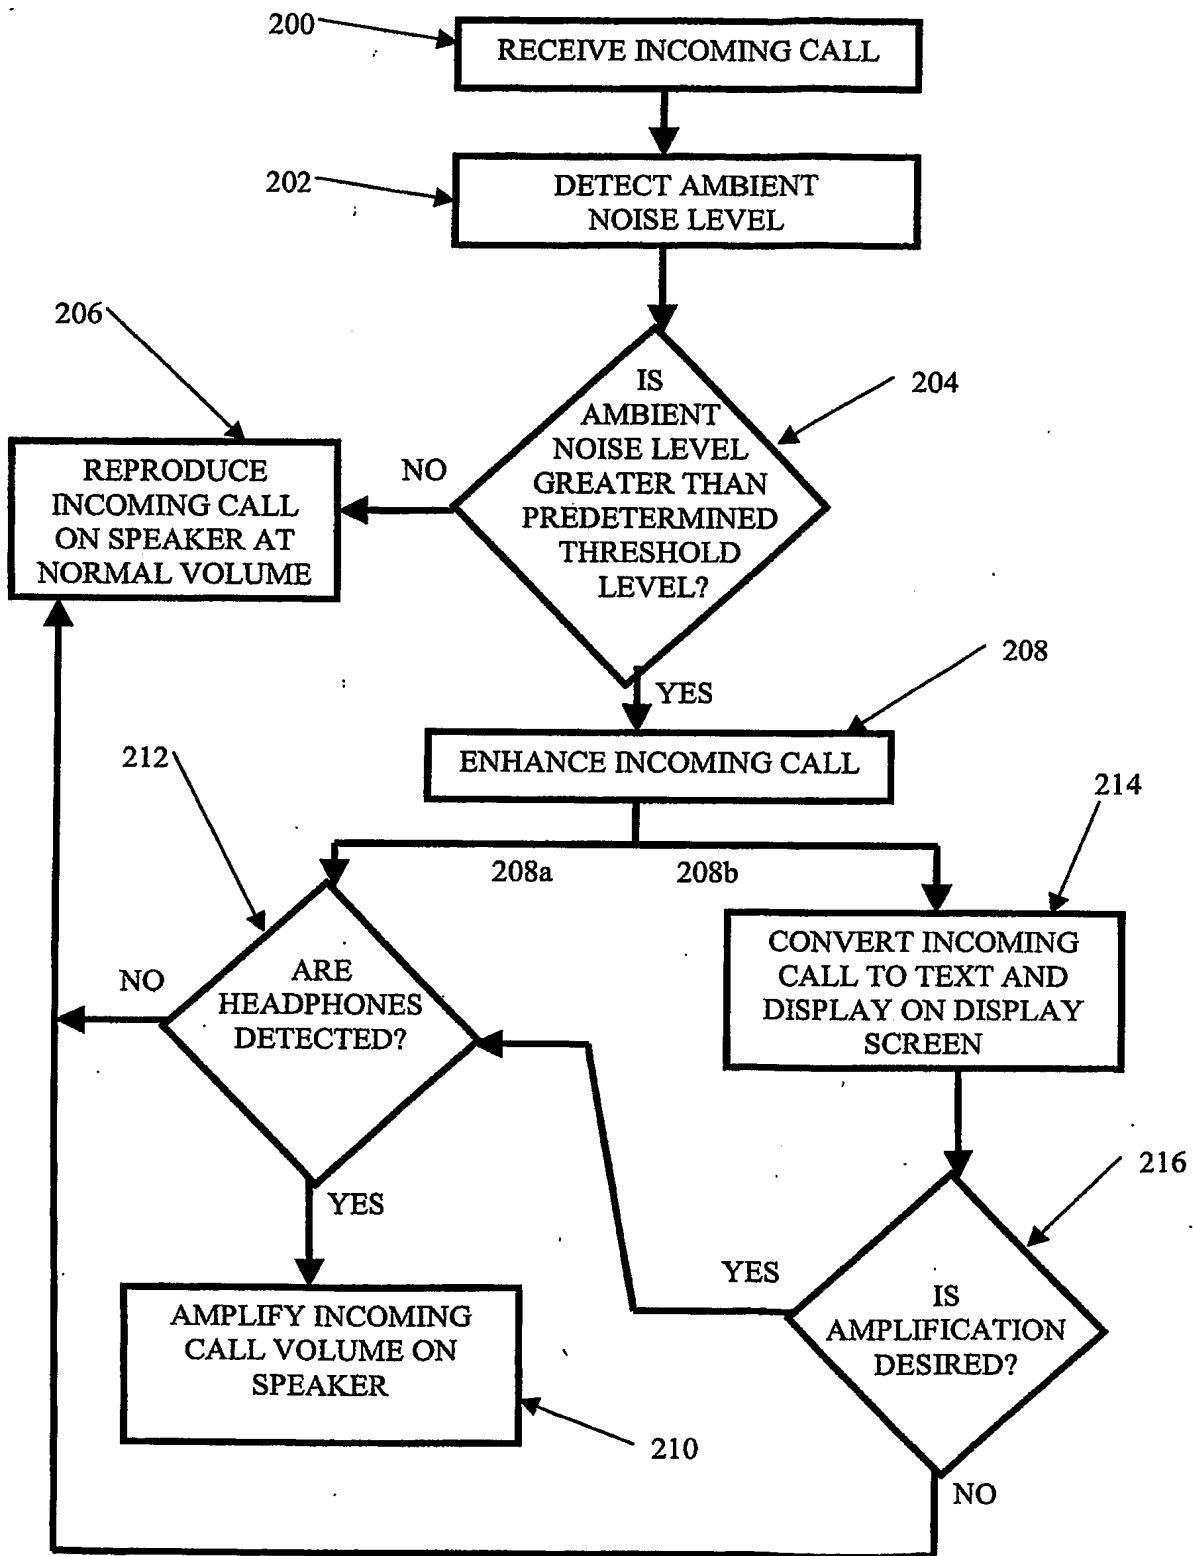 200
RECEIVE INCOMING CALL
202
DETECT AMBIENT
NOISE LEVEL
206
204
IS
AMBIENT
NOISE LEVEL
GREATER THAN
PREDETERMINED
THRESHOLD
LEVEL?
NO
REPRODUCE
INCOMING CALL
ON SPEAKER AT
NORMAL VOLUME
YES
208
ENHANCE INCOMING CALL
212
214
208a
208b
ARE
HEADPHONES
DETECTED?
NO
CONVERT INCOMING
CALL TO TEXT AND
DISPLAY ON DISPLAY
SCREEN
YES
216
AMPLIFY INCOMING
CALL VOLUME ON
SPEAKER
210
YES
IS
AMPLIFICATION
DESIRED?
NO